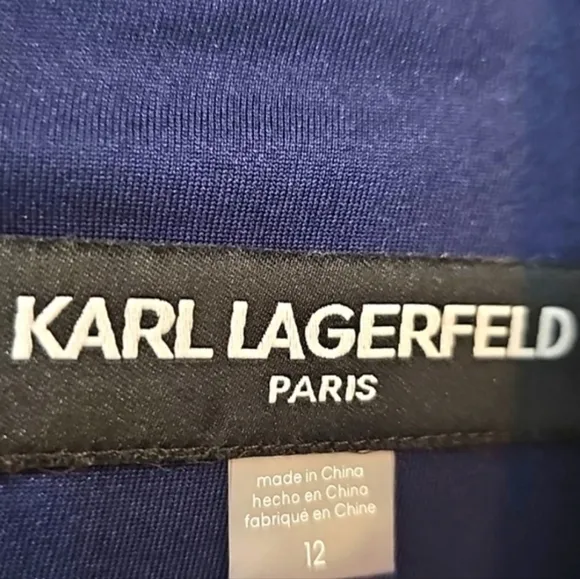 KARL LAGERFELD
PARIS
made in China
hecho en China
fabriqué en Chine
12